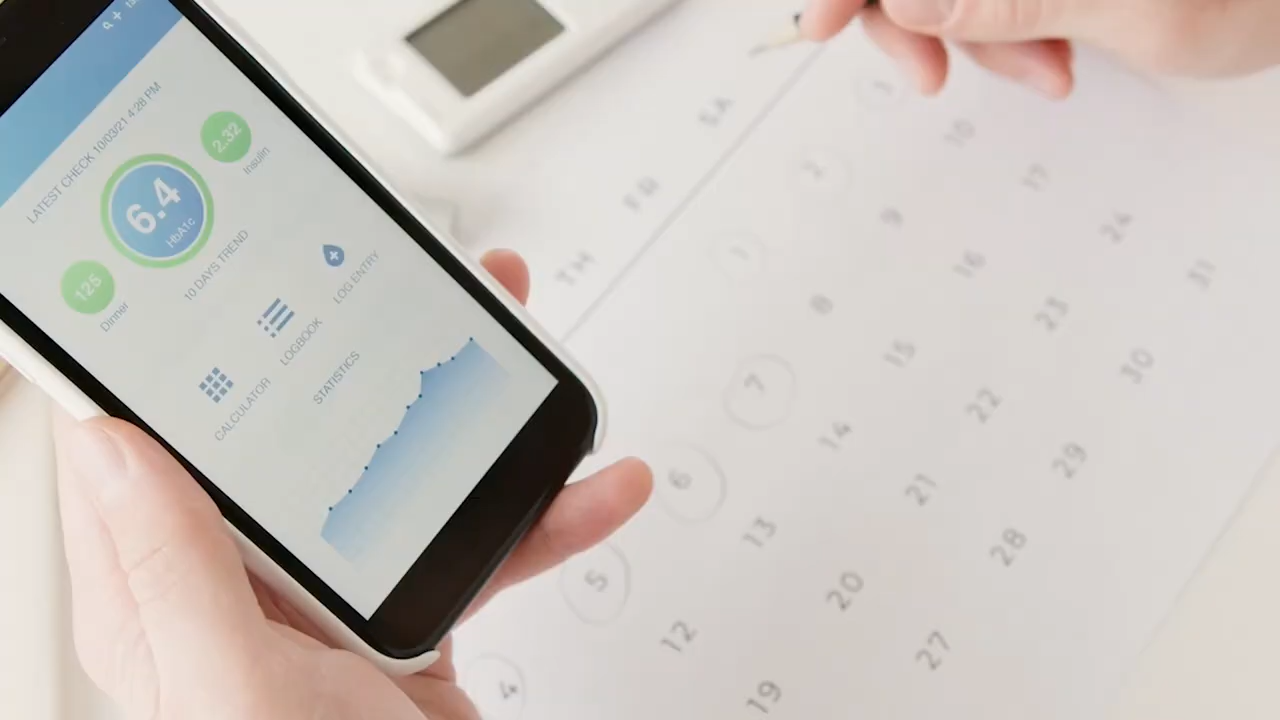 LATEST CHECK 10/03/21 4:28 PM
125
Dinner
6.4
HbA1c
2.32
Insulin
10 DAYS TREND
CALCULATOR
LOGBOOK
LOG ENTRY
STATISTICS
TH FR SA
1 2 3
4 5 6 7 8 9 10
12 13 14 15 16 17
19 20 21 22 23 24
27 28 29 30 31